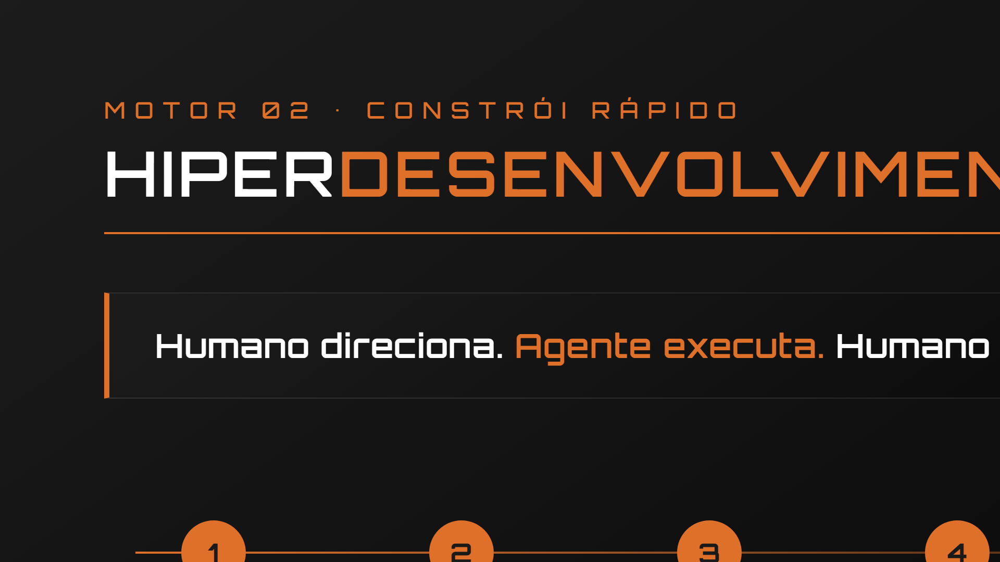 MOTOR 02 · CONSTRÓI RÁPIDO
HIPERDESENVOLVIMEN
Humano direciona. Agente executa. Humano
1 2 3 4